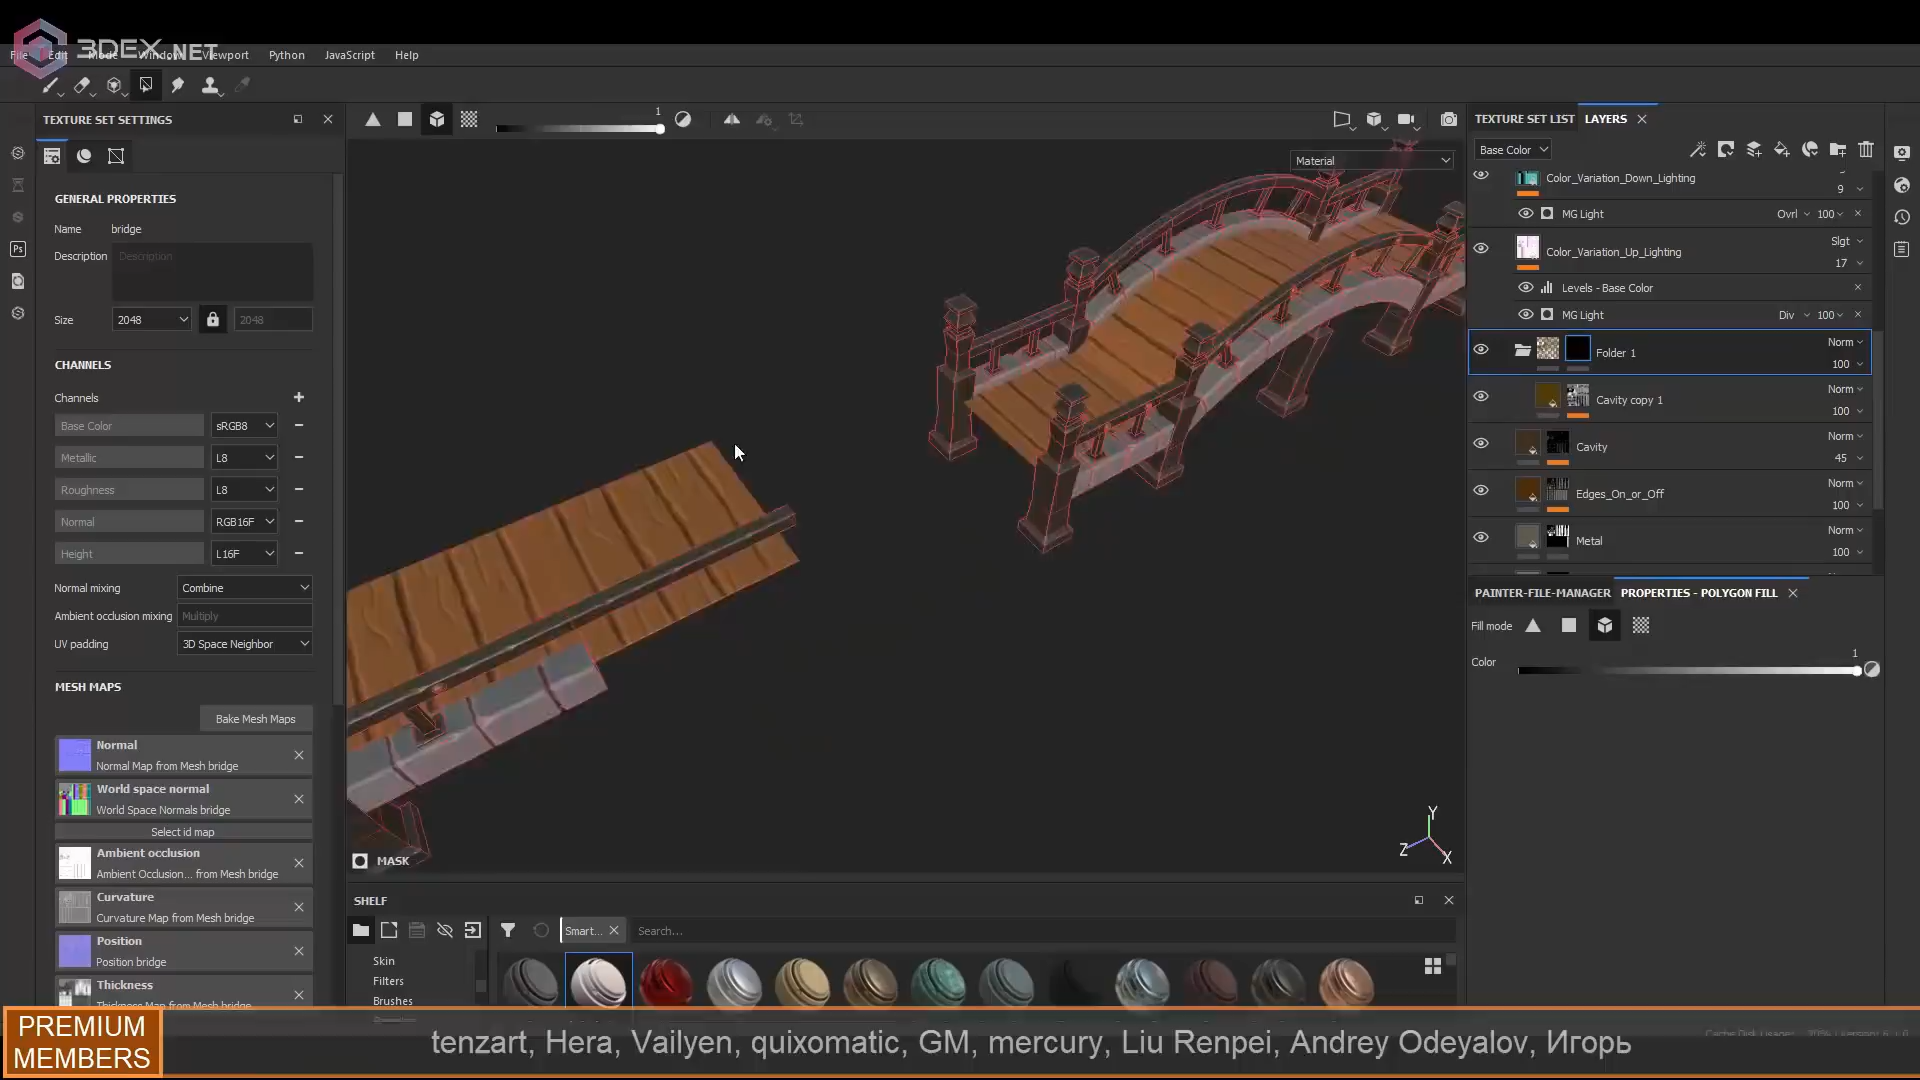 3DEX.NET
File Edit Mode Window Viewport Python JavaScript Help
TEXTURE SET SETTINGS
GENERAL PROPERTIES
Name bridge
Description Description
Size 2048 2048
CHANNELS
Channels
Base Color sRGB8
Metallic L8
Roughness L8
Normal RGB16F
Height L16F
Normal mixing Combine
Ambient occlusion mixing Multiply
UV padding 3D Space Neighbor
MESH MAPS
Bake Mesh Maps
Normal
Normal Map from Mesh bridge
World space normal
World Space Normals bridge
Select id map
Ambient occlusion
Ambient Occlusion... from Mesh bridge
Curvature
Curvature Map from Mesh bridge
Position
Position bridge
Thickness
Thickness Map from Mesh bridge
Ps
1
Material
Y
Z
X
MASK
SHELF
Smart...
Search...
Skin
Filters
Brushes
TEXTURE SET LIST LAYERS
Base Color
Color_Variation_Down_Lighting
9
MG Light Ovrl 100
Slgt
Color_Variation_Up_Lighting
17
Levels - Base Color
MG Light Div 100
Norm
Folder 1
100
Norm
Cavity copy 1
100
Norm
Cavity
45
Norm
Edges_On_or_Off
100
Norm
Metal
100
PAINTER-FILE-MANAGER PROPERTIES - POLYGON FILL
Fill mode
1
Color
PREMIUM
MEMBERS
tenzart, Hera, Vailyen, quixomatic, GM, mercury, Liu Renpei, Andrey Odeyalov, Игорь